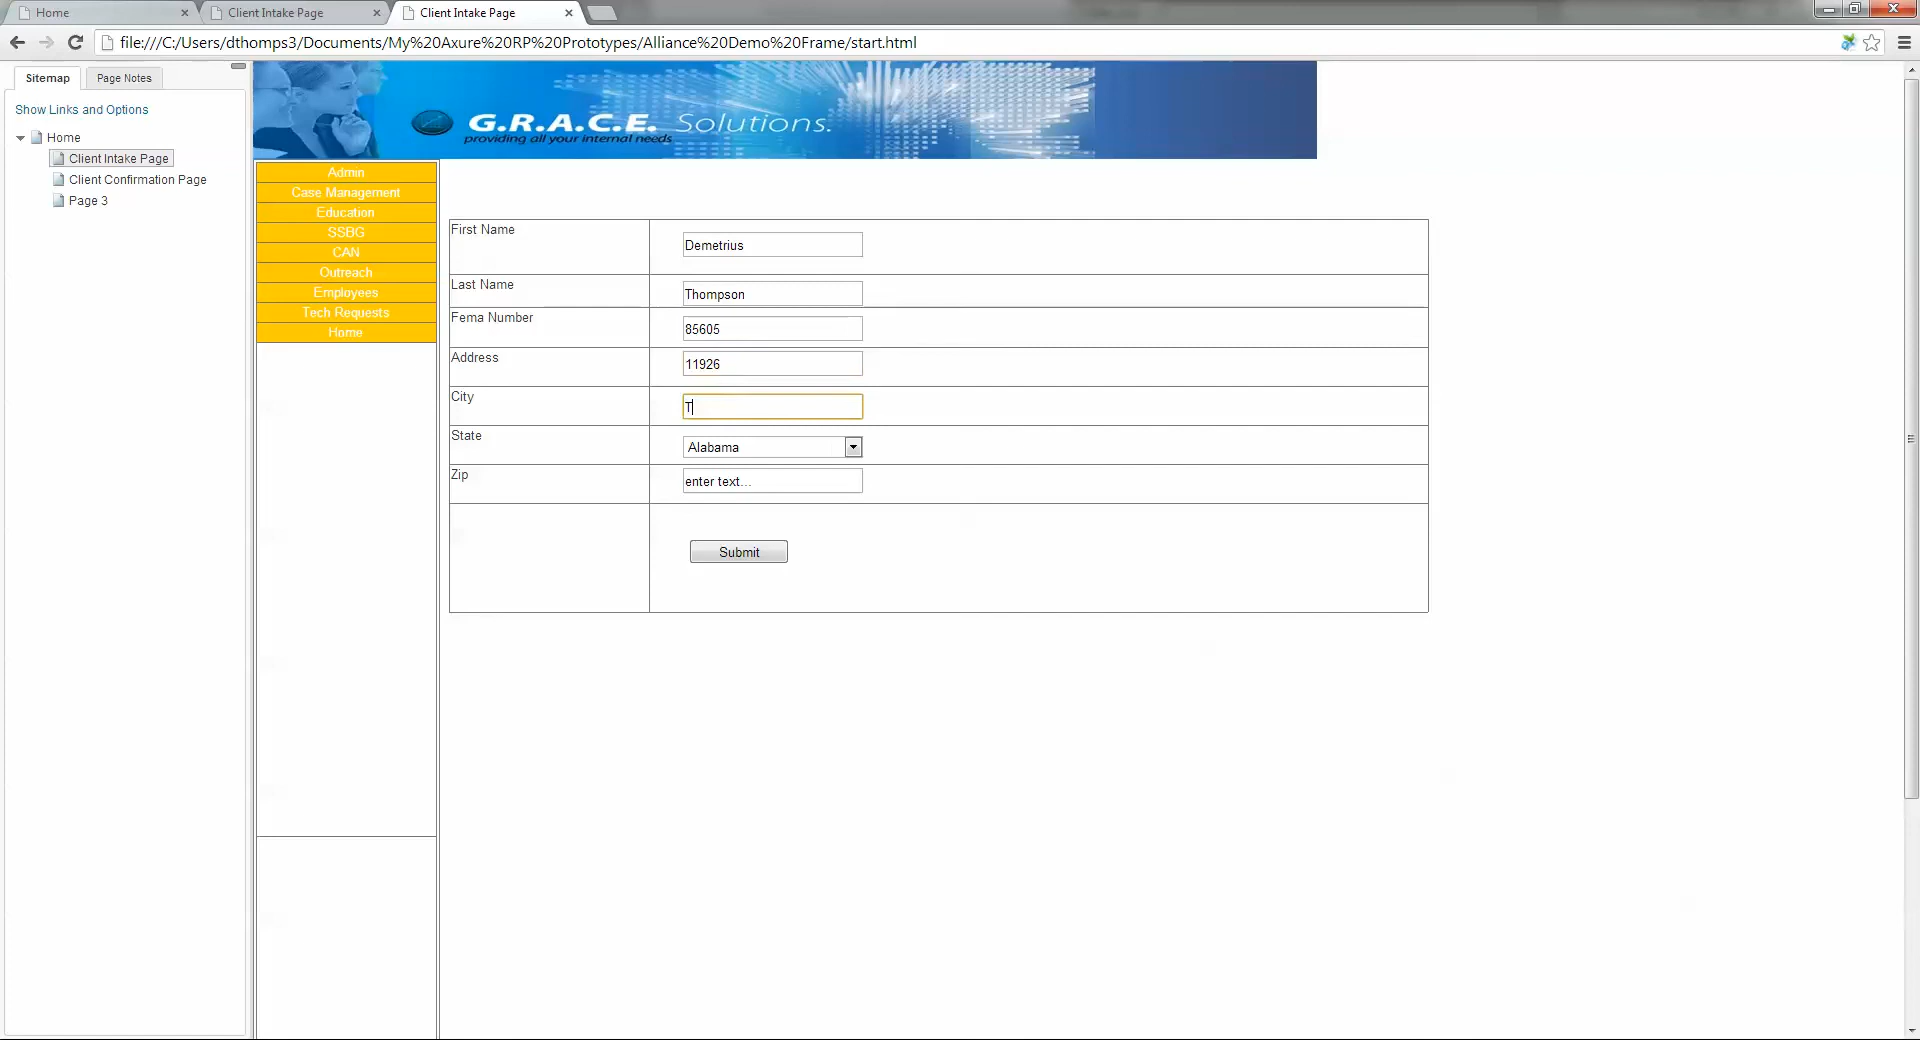 Home
Client Intake Page
Client Intake Page
file:///C:/Users/dthomps3/Documents/My%20Axure%20RP%20Prototypes/Alliance%20Demo%20Frame/start.html
Sitemap
Page Notes
Show Links and Options
Home
Client Intake Page
Client Confirmation Page
Page 3
G.R.A.C.E. Solutions.
providing all your internal needs
Admin
Case Management
Education
SSBG
CAN
Outreach
Employees
Tech Requests
Home
First Name
Demetrius
Last Name
Thompson
Fema Number
85605
Address
11926
City
T
State
Alabama
Zip
enter text...
Submit